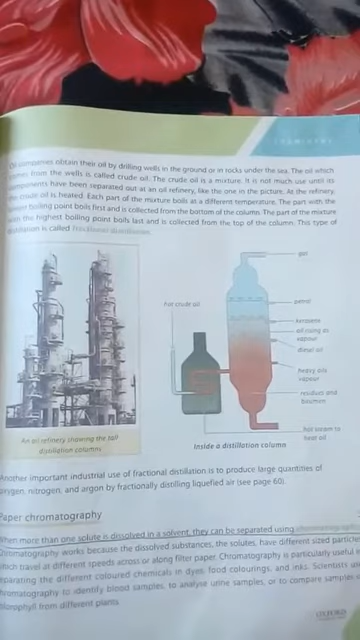 CHEMISTRY
Oil companies obtain their oil by drilling wells in the ground or in rocks under the sea. The oil which
comes from the wells is called crude oil. The crude oil is a mixture. It is not much use until its
components have been separated out at an oil refinery, like the one in the picture. At the refinery,
the crude oil is heated. Each part of the mixture boils at a different temperature. The part with the
lowest boiling point boils first and is collected from the bottom of the column. The part of the mixture
with the highest boiling point boils last and is collected from the top of the column. This type of
distillation is called fractional distillation.
gas
hot crude oil
petrol
kerosene
oil rising as
vapour
diesel oil
heavy oils
vapour
residues and
bitumen
hot steam to
heat oil
An oil refinery showing the tall
distillation columns
Inside a distillation column
Another important industrial use of fractional distillation is to produce large quantities of
oxygen, nitrogen, and argon by fractionally distilling liquefied air (see page 60).
Paper chromatography
When more than one solute is dissolved in a solvent, they can be separated using
Chromatography works because the dissolved substances, the solutes, have different sized particles
which travel at different speeds across or along filter paper. Chromatography is particularly useful in
separating the different coloured chemicals in dyes, food colourings, and inks. Scientists use
chromatography to identify blood samples, to analyse urine samples, or to compare samples of
chlorophyll from different plants.
OXFORD